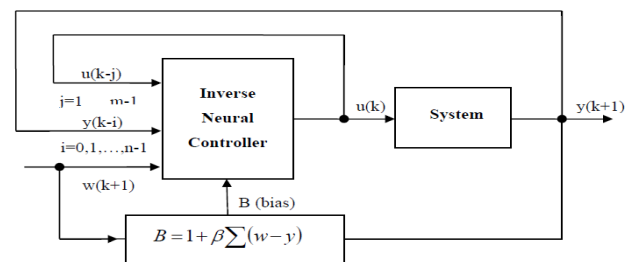 u(k-j)
j=1 m-1
y(k-i)
i=0,1,…,n-1
w(k+1)
Inverse
Neural
Controller
u(k)
System
y(k+1)
B (bias)
B = 1 + β∑(w − y)